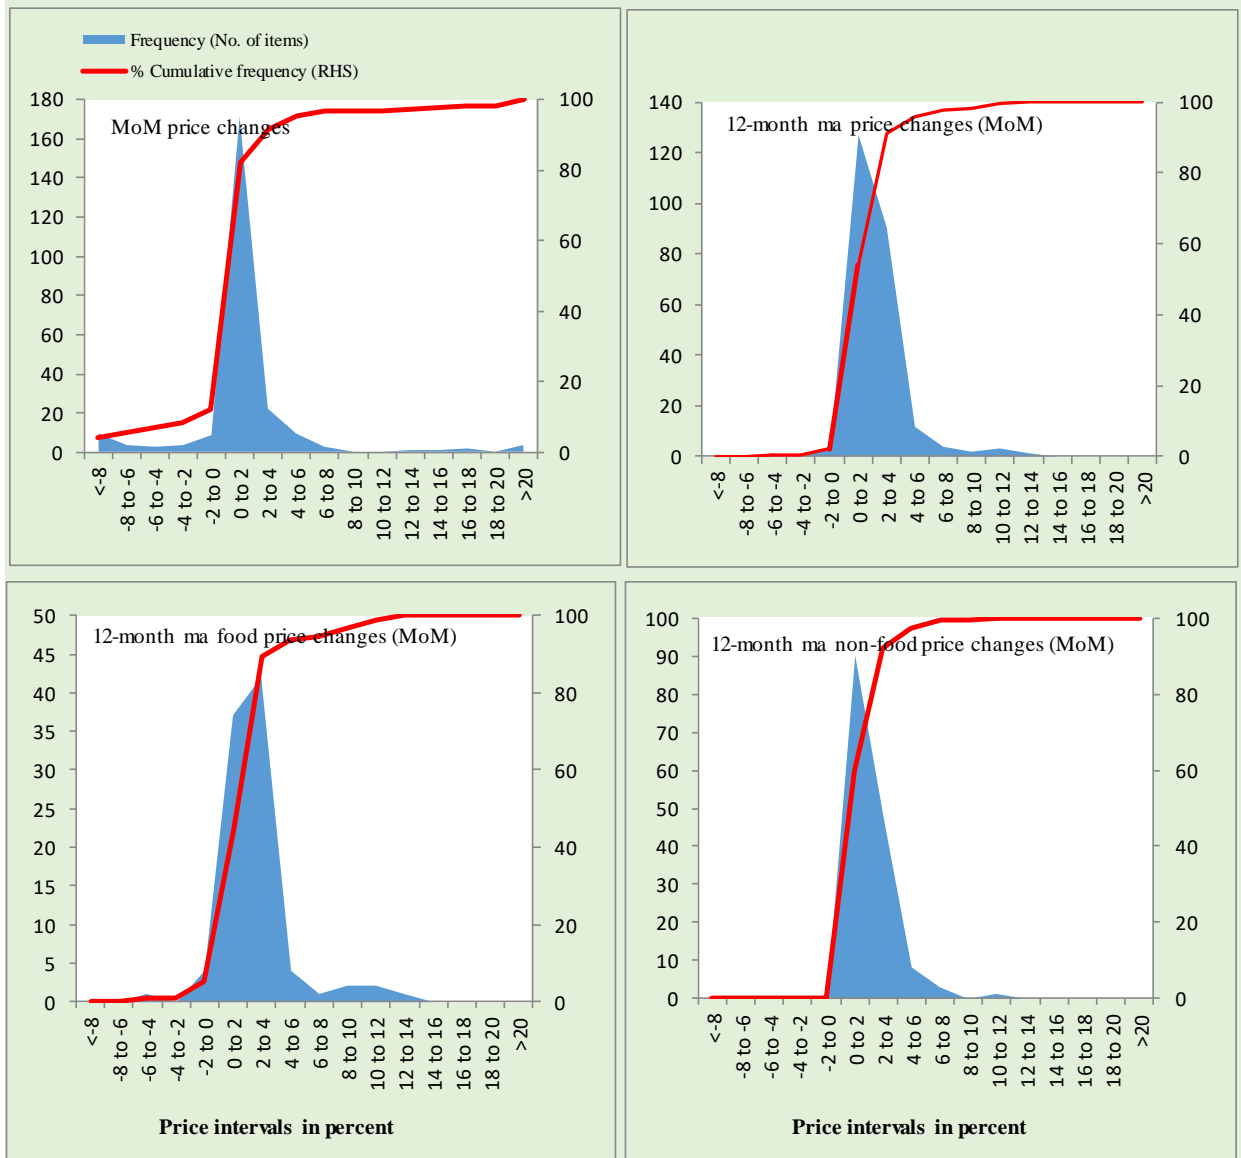 Frequency (No. of items)
% Cumulative frequency (RHS)
MoM price changes
180
160
140
120
100
80
60
40
20
0
100
80
60
40
20
0
<-8
-8 to -6
-6 to -4
-4 to -2
-2 to 0
0 to 2
2 to 4
4 to 6
6 to 8
8 to 10
10 to 12
12 to 14
14 to 16
16 to 18
18 to 20
>20
12-month ma price changes (MoM)
140
120
100
80
60
40
20
0
100
80
60
40
20
0
<-8
-8 to -6
-6 to -4
-4 to -2
-2 to 0
0 to 2
2 to 4
4 to 6
6 to 8
8 to 10
10 to 12
12 to 14
14 to 16
16 to 18
18 to 20
>20
12-month ma food price changes (MoM)
50
45
40
35
30
25
20
15
10
5
0
100
80
60
40
20
0
<-8
-8 to -6
-6 to -4
-4 to -2
-2 to 0
0 to 2
2 to 4
4 to 6
6 to 8
8 to 10
10 to 12
12 to 14
14 to 16
16 to 18
18 to 20
>20
Price intervals in percent
12-month ma non-food price changes (MoM)
100
90
80
70
60
50
40
30
20
10
0
100
80
60
40
20
0
<-8
-8 to -6
-6 to -4
-4 to -2
-2 to 0
0 to 2
2 to 4
4 to 6
6 to 8
8 to 10
10 to 12
12 to 14
14 to 16
16 to 18
18 to 20
>20
Price intervals in percent